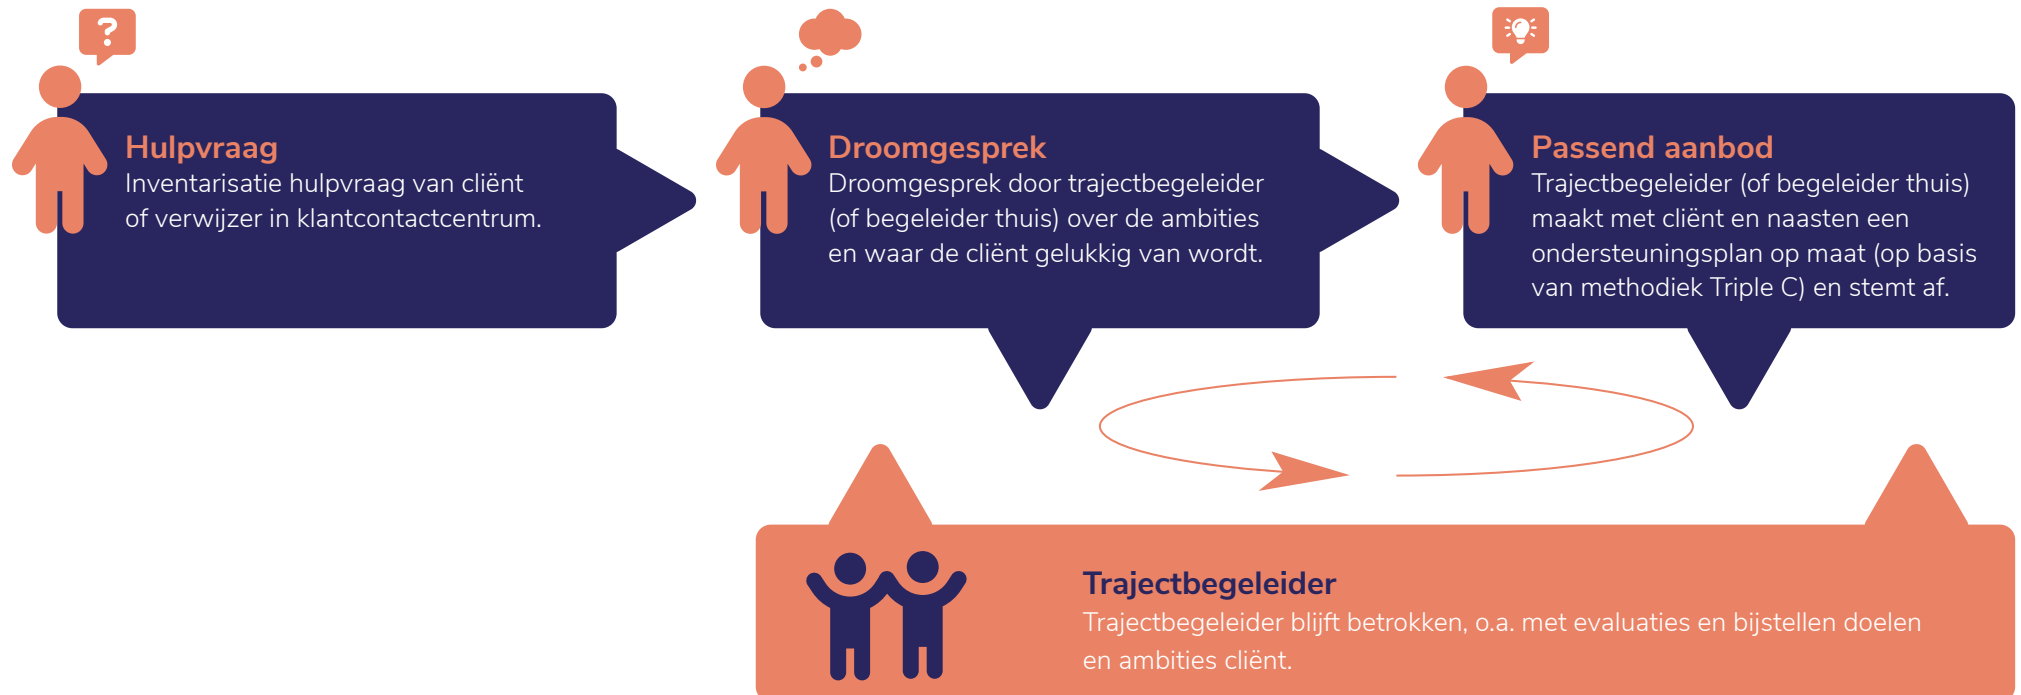 ?
Hulpvraag
Inventarisatie hulpvraag van cliënt
of verwijzer in klantcontactcentrum.
Droomgesprek
Droomgesprek door trajectbegeleider
(of begeleider thuis) over de ambities
en waar de cliënt gelukkig van wordt.
Passend aanbod
Trajectbegeleider (of begeleider thuis)
maakt met cliënt en naasten een
ondersteuningsplan op maat (op basis
van methodiek Triple C) en stemt af.
Trajectbegeleider
Trajectbegeleider blijft betrokken, o.a. met evaluaties en bijstellen doelen
en ambities cliënt.